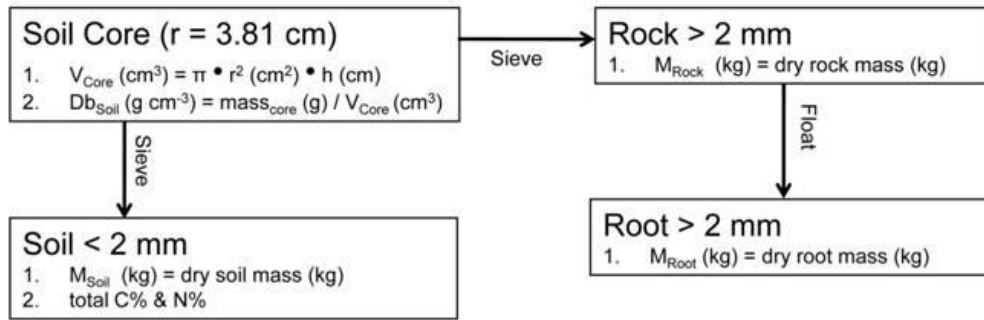 Soil Core (r = 3.81 cm)
1. V_Core (cm³) = π • r² (cm²) • h (cm)
2. Db_Soil (g cm⁻³) = mass_core (g) / V_Core (cm³)
Sieve
Rock > 2 mm
1. M_Rock (kg) = dry rock mass (kg)
Sieve
Float
Soil < 2 mm
1. M_Soil (kg) = dry soil mass (kg)
2. total C% & N%
Root > 2 mm
1. M_Root (kg) = dry root mass (kg)